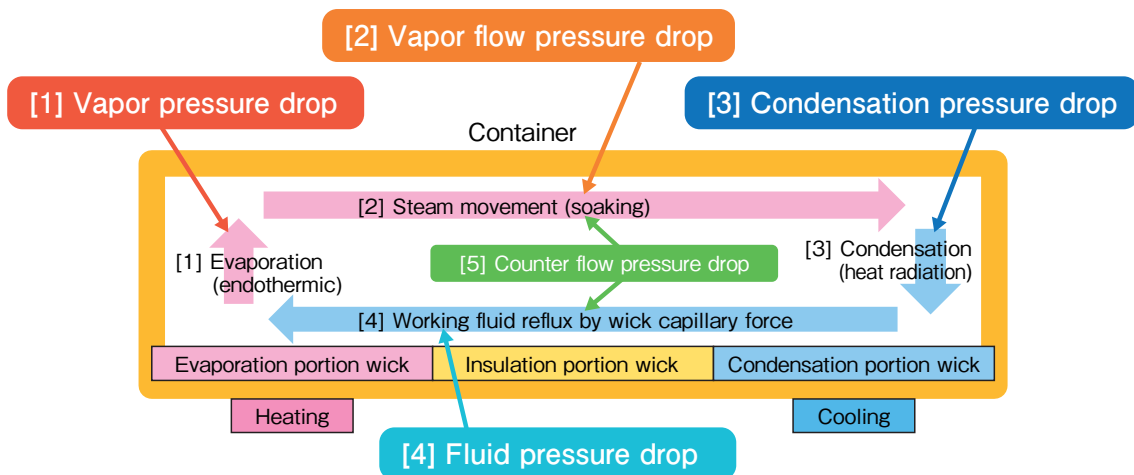 [2] Vapor flow pressure drop
[1] Vapor pressure drop
[3] Condensation pressure drop
Container
[2] Steam movement (soaking)
[1] Evaporation
(endothermic)
[5] Counter flow pressure drop
[3] Condensation
(heat radiation)
[4] Working fluid reflux by wick capillary force
Evaporation portion wick
Insulation portion wick
Condensation portion wick
Heating
Cooling
[4] Fluid pressure drop